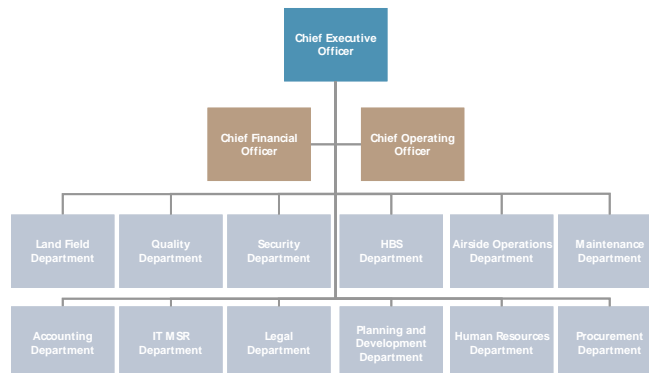 Chief Executive
Officer
Chief Financial
Officer
Chief Operating
Officer
Land Field
Department
Quality
Department
Security
Department
HBS
Department
Airside Operations
Department
Maintenance
Department
Accounting
Department
IT MSR
Department
Legal
Department
Planning and
Development
Department
Human Resources
Department
Procurement
Department